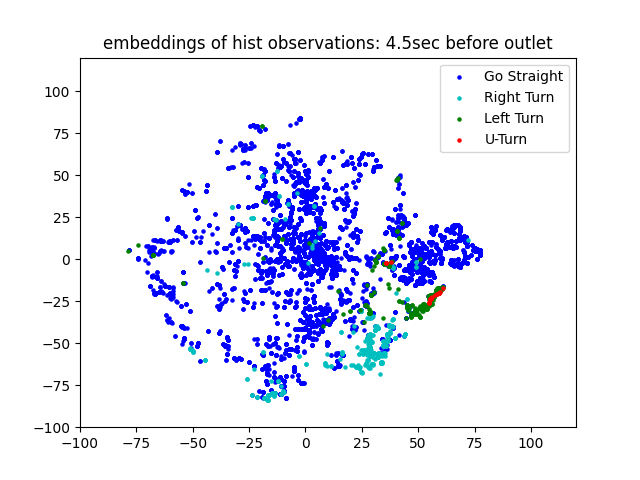 embeddings of hist observations: 4.5sec before outlet
Go Straight
Right Turn
Left Turn
U-Turn
100
75
50
25
0
−25
−50
−75
−100
−100 −75 −50 −25 0 25 50 75 100